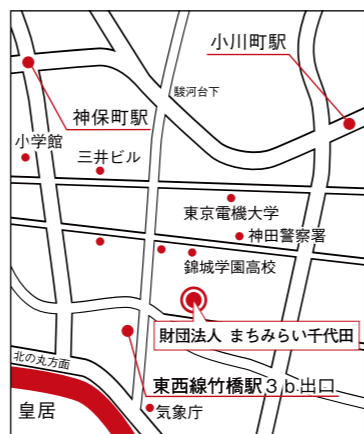 小川町駅
駿河台下
神保町駅
小学館
三井ビル
東京電機大学
神田警察署
錦城学園高校
財団法人 まちみらい千代田
北の丸方面
東西線竹橋駅3b出口
皇居
気象庁